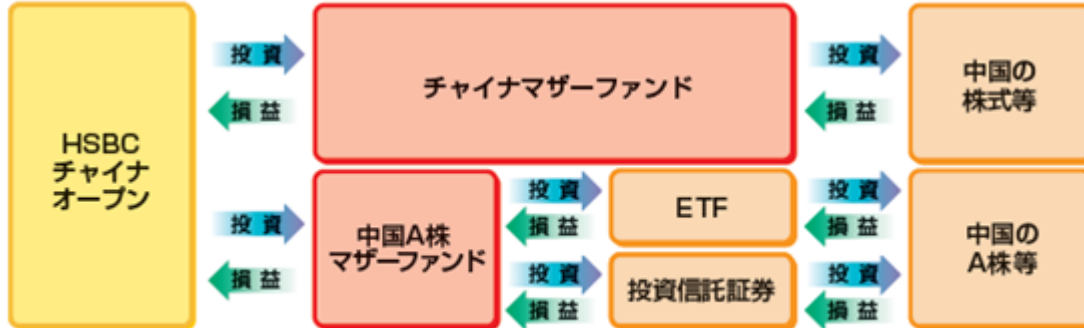 HSBC
チャイナ
オープン
投資
損益
チャイナマザーファンド
投資
損益
中国の
株式等
投資
損益
中国A株
マザーファンド
投資
損益
ETF
投資
損益
投資
損益
投資信託証券
投資
損益
中国の
A株等